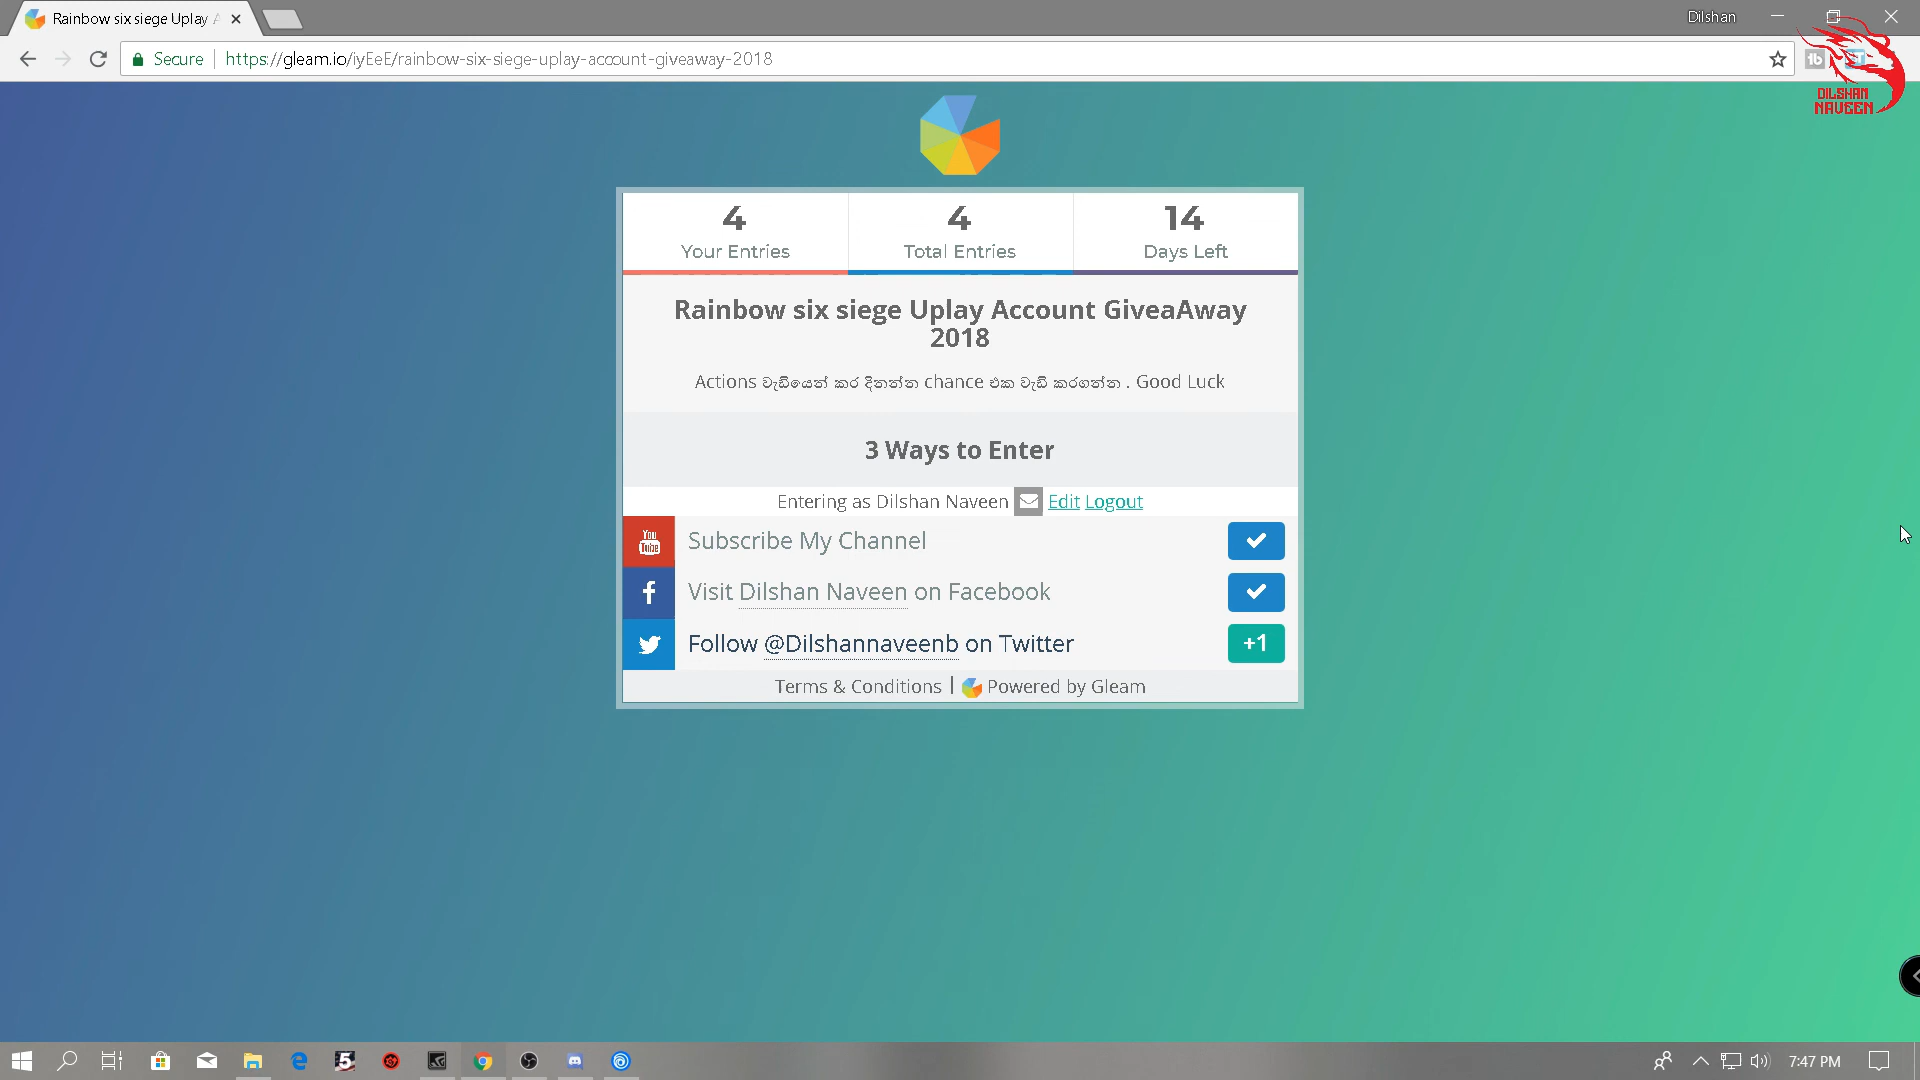 Rainbow six siege Uplay A
Dilshan
Secure
https://gleam.io/iyEeE/rainbow-six-siege-uplay-account-giveaway-2018
DILSHAN
NAVEEN
4
Your Entries
4
Total Entries
14
Days Left
Rainbow six siege Uplay Account GiveaAway
2018
Actions වැඩියෙන් කර දිනන්න chance එක වැඩි කරගන්න . Good Luck
3 Ways to Enter
Entering as Dilshan Naveen Edit Logout
You Tube
Subscribe My Channel
Visit Dilshan Naveen on Facebook
Follow @Dilshannaveenb on Twitter
+1
Terms & Conditions | Powered by Gleam
7:47 PM